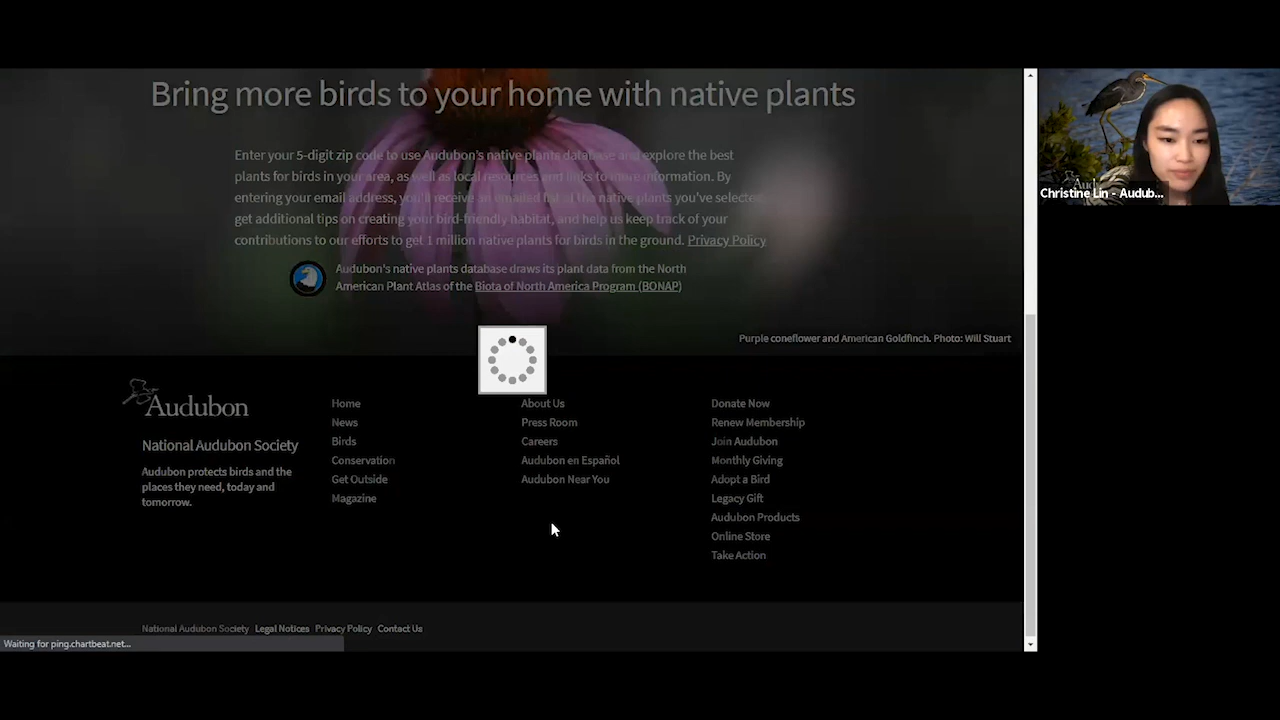 Bring more birds to your home with native plants
Enter your 5-digit zip code to use Audubon's native plants database and explore the best
plants for birds in your area, as well as local resources and links to more information. By
entering your email address, you'll receive an emailed list of the native plants you've selected,
get additional tips on creating your bird-friendly habitat, and help us keep track of your
contributions to our efforts to get 1 million native plants for birds in the ground. Privacy Policy
Audubon's native plants database draws its plant data from the North
American Plant Atlas of the Biota of North America Program (BONAP)
Purple coneflower and American Goldfinch. Photo: Will Stuart
Audubon
National Audubon Society
Audubon protects birds and the
places they need, today and
tomorrow.
Home
News
Birds
Conservation
Get Outside
Magazine
About Us
Press Room
Careers
Audubon en Español
Audubon Near You
Donate Now
Renew Membership
Join Audubon
Monthly Giving
Adopt a Bird
Legacy Gift
Audubon Products
Online Store
Take Action
National Audubon Society Legal Notices Privacy Policy Contact Us
Waiting for ping.chartbeat.net...
Christine Lin - Audub...